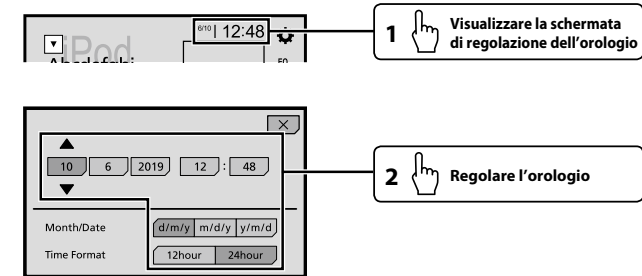 6/10 | 12:48
iPod
1 Visualizzare la schermata
di regolazione dell'orologio
10 6 2019 12 : 48
2 Regolare l'orologio
Month/Date d/m/y m/d/y y/m/d
Time Format 12hour 24hour